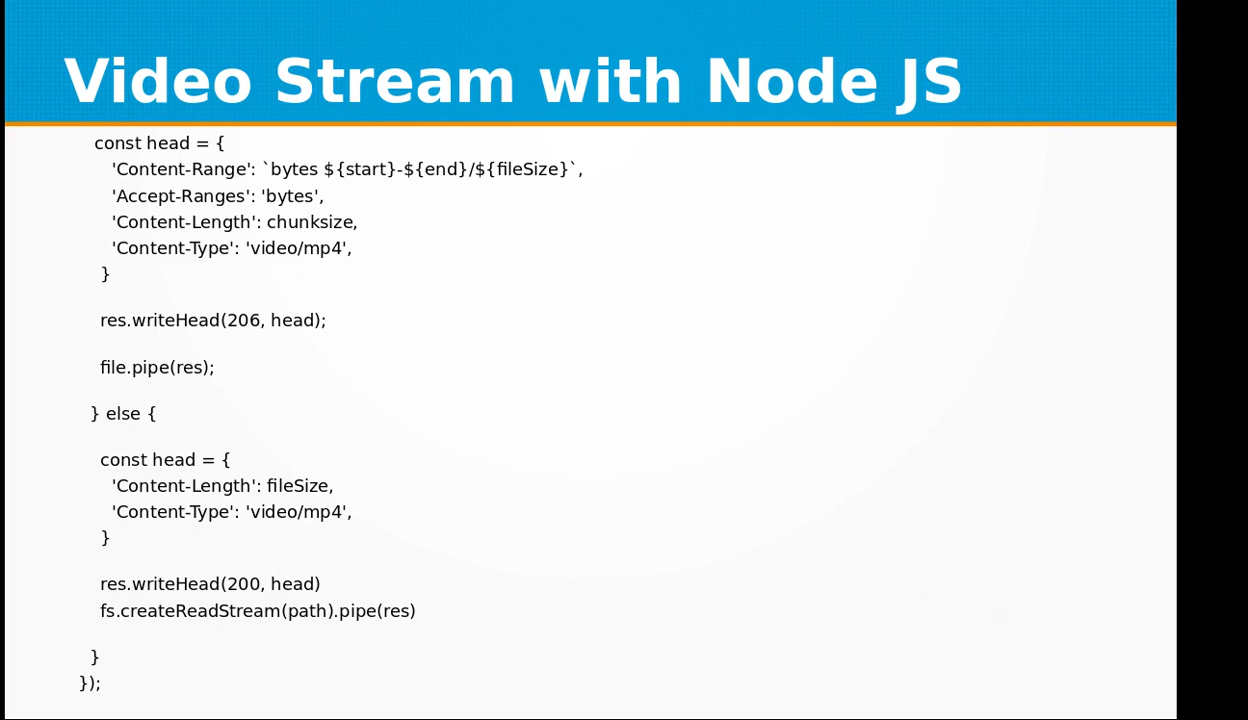 Video Stream with Node JS
const head = {
'Content-Range': `bytes ${start}-${end}/${fileSize}`,
'Accept-Ranges': 'bytes',
'Content-Length': chunksize,
'Content-Type': 'video/mp4',
}
res.writeHead(206, head);
file.pipe(res);
} else {
const head = {
'Content-Length': fileSize,
'Content-Type': 'video/mp4',
}
res.writeHead(200, head)
fs.createReadStream(path).pipe(res)
}
});